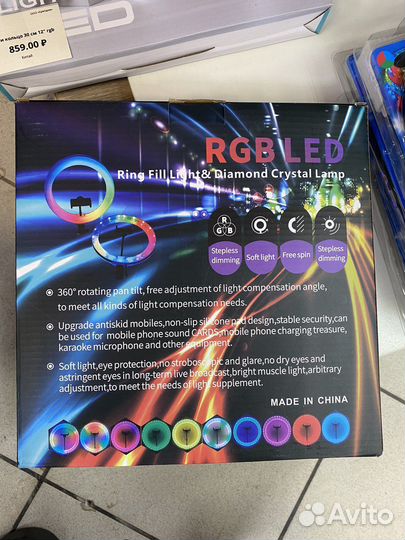 и кольцо 30 см 12" rgb
859.00 ₽
Китай
ED
RGB LED
Ring Fill Light& Diamond Crystal Lamp
R
G B
Stepless dimming
Soft light
Free spin
Stepless dimming
360° rotating pan tilt, free adjustment of light compensation angle,
to meet all kinds of light compensation needs.
Upgrade antiskid mobiles,non-slip silicone pad design,stable security,can
be used for mobile phone sound CARDS,mobile phone charging treasure,
karaoke microphone and other equipment.
Soft light,eye protection,no stroboscopic and glare,no dry eyes and
astringent eyes in long-term live broadcast,bright muscle light,arbitrary
adjustment,to meet the needs of light supplement.
MADE IN CHINA
Avito